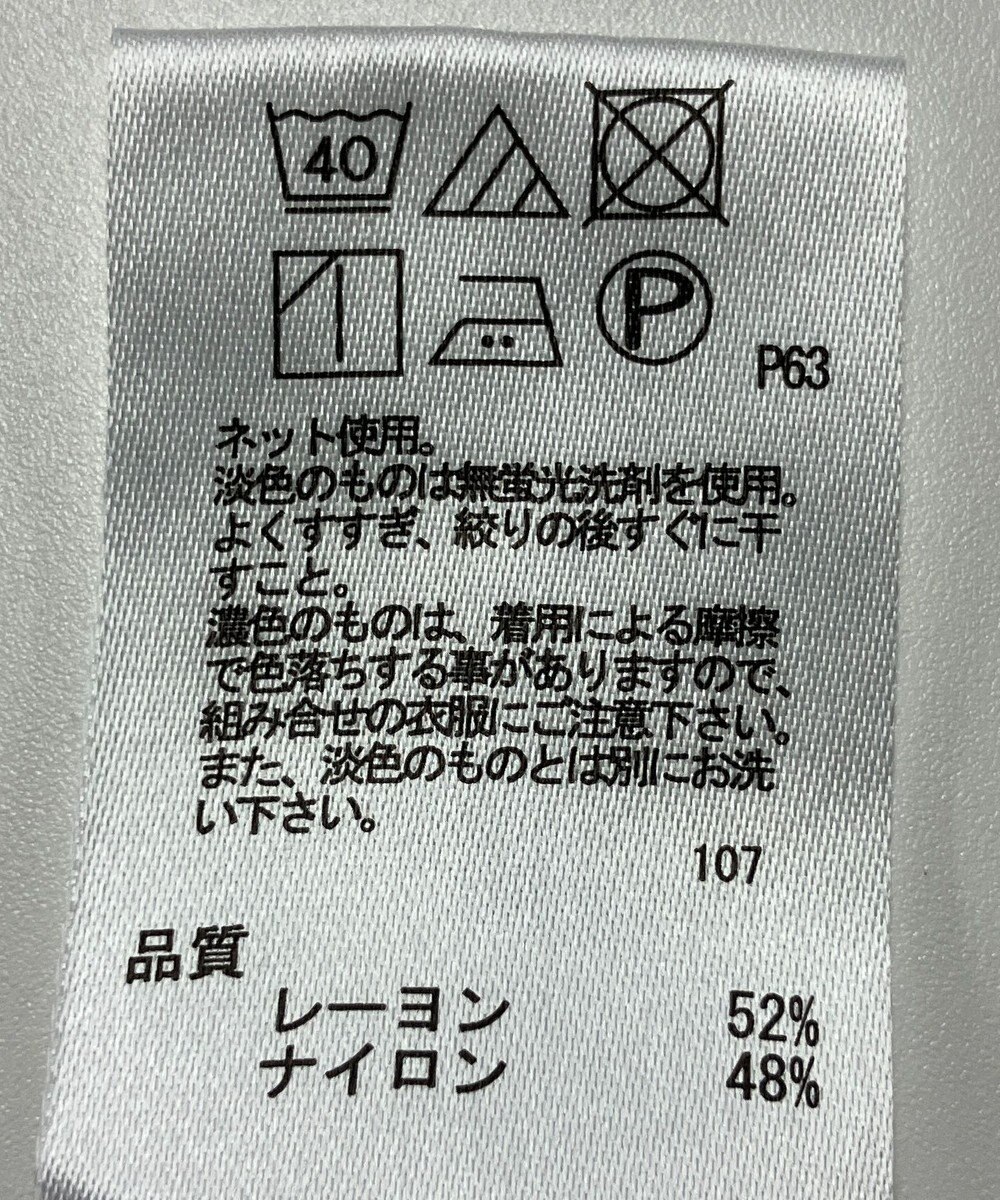 40
P
P63
ネット使用。
淡色のものは無蛍光洗剤を使用。
よくすすぎ、絞りの後すぐに干
すこと。
濃色のものは、着用による摩擦
で色落ちする事がありますので、
組み合せの衣服にご注意下さい。
また、淡色のものとは別にお洗
い下さい。
107
品質
レーヨン 52%
ナイロン 48%